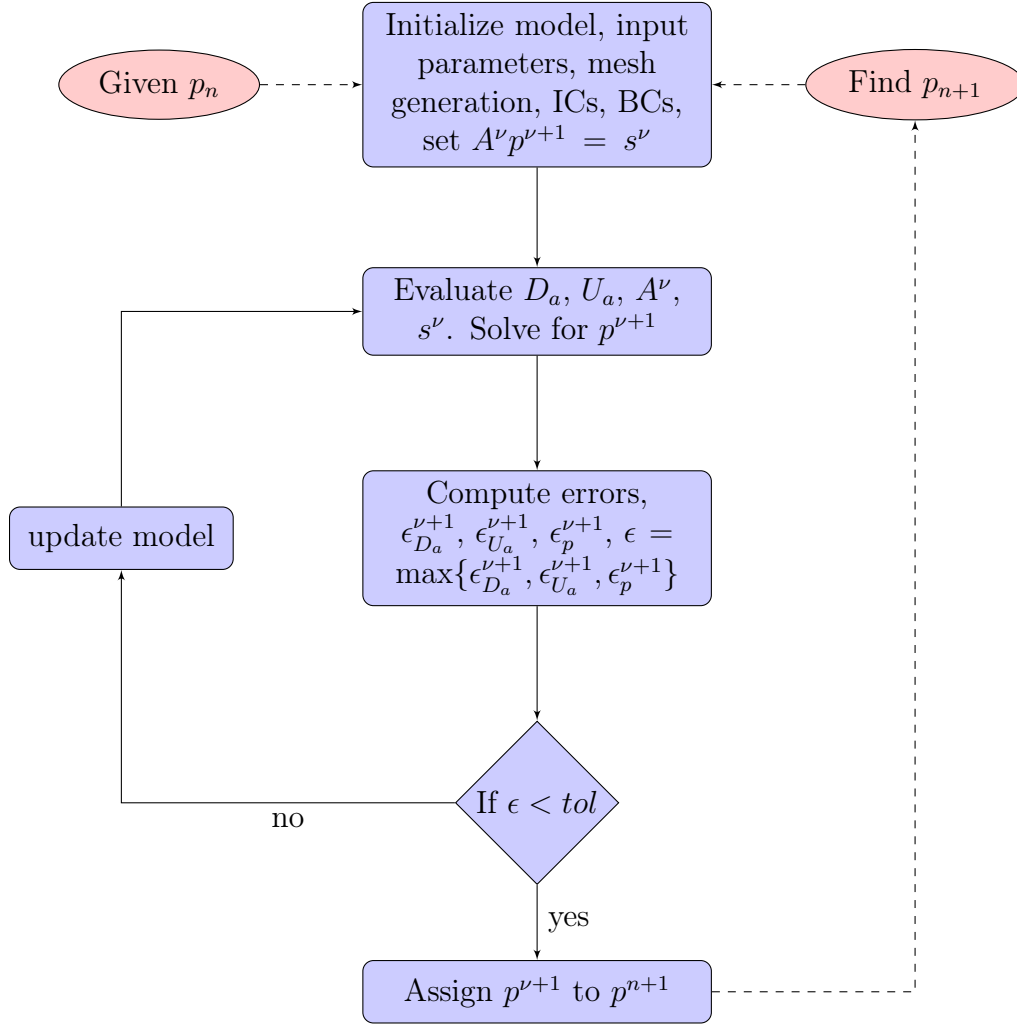 Given $p_n$
Initialize model, input
parameters, mesh
generation, ICs, BCs,
set $A^{\nu} p^{\nu+1} = s^{\nu}$
Find $p_{n+1}$
Evaluate $D_a$, $U_a$, $A^{\nu}$,
$s^{\nu}$. Solve for $p^{\nu+1}$
Compute errors,
$\epsilon_{D_a}^{\nu+1}$, $\epsilon_{U_a}^{\nu+1}$, $\epsilon_p^{\nu+1}$, $\epsilon =$
$\max\{\epsilon_{D_a}^{\nu+1}, \epsilon_{U_a}^{\nu+1}, \epsilon_p^{\nu+1}\}$
update model
If $\epsilon < tol$
no
yes
Assign $p^{\nu+1}$ to $p^{n+1}$